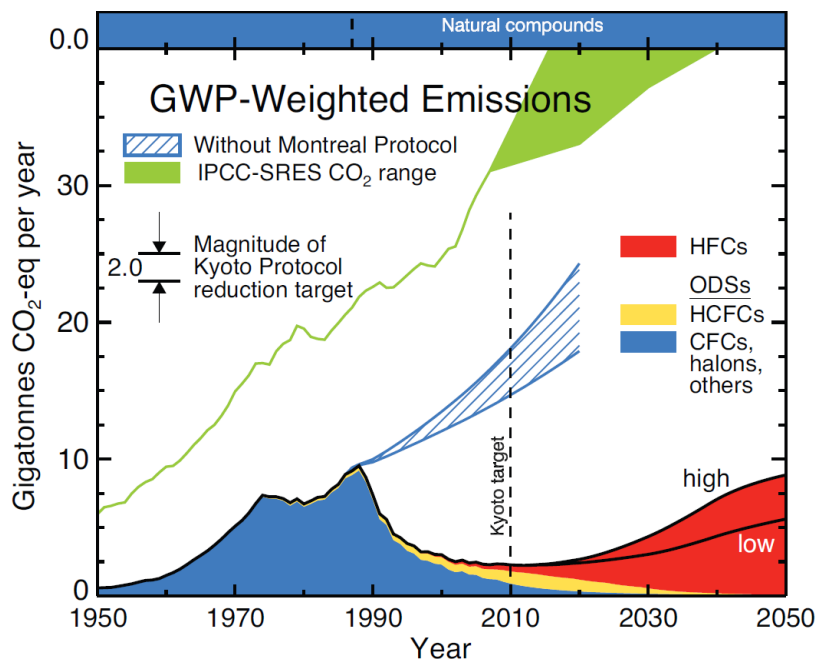 0.0
Natural compounds
GWP-Weighted Emissions
Without Montreal Protocol
IPCC-SRES CO₂ range
30
Magnitude of
Kyoto Protocol
reduction target
2.0
HFCs
ODSs
HCFCs
CFCs,
halons,
others
20
10
0
Kyoto target
high
low
Gigatonnes CO₂-eq per year
1950
1970
1990
2010
2030
2050
Year